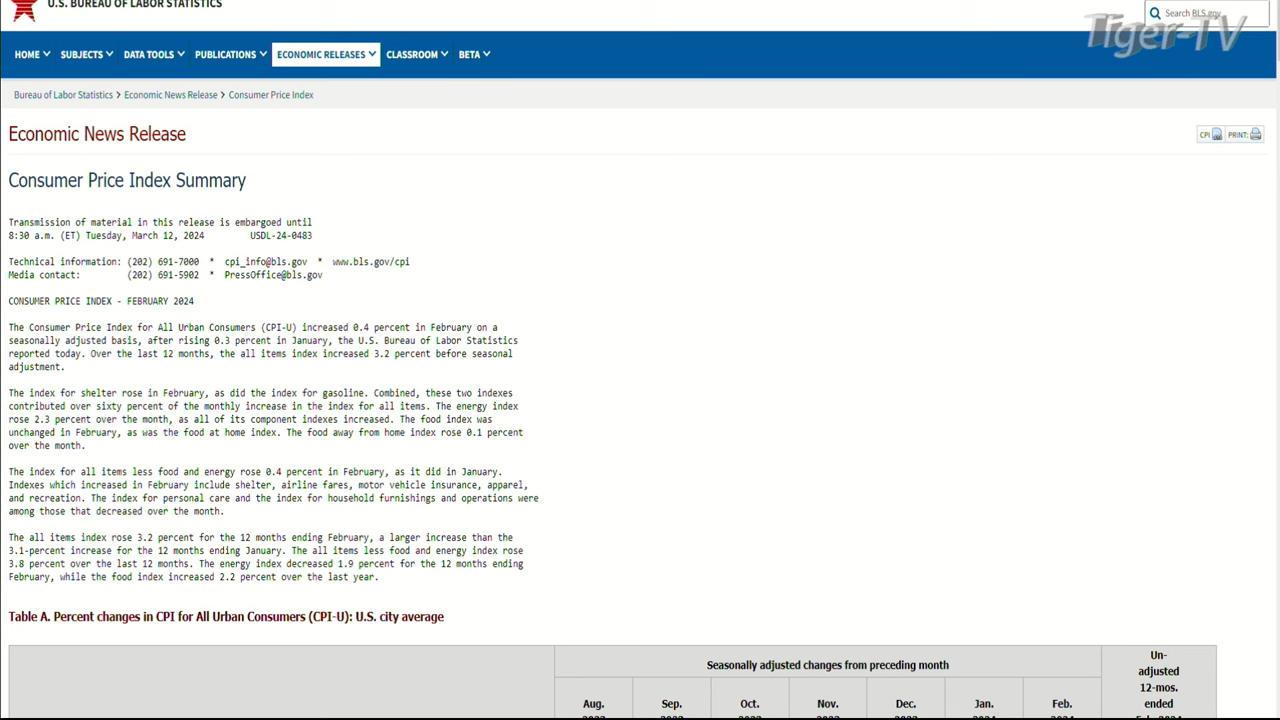 U.S. BUREAU OF LABOR STATISTICS
Search BLS.gov
Tiger-TV
HOME SUBJECTS DATA TOOLS PUBLICATIONS ECONOMIC RELEASES CLASSROOM BETA
Bureau of Labor Statistics > Economic News Release > Consumer Price Index
Economic News Release
CPI PRINT:
Consumer Price Index Summary
Transmission of material in this release is embargoed until
8:30 a.m. (ET) Tuesday, March 12, 2024 USDL-24-0483
Technical information: (202) 691-7000 * cpi_info@bls.gov * www.bls.gov/cpi
Media contact: (202) 691-5902 * PressOffice@bls.gov
CONSUMER PRICE INDEX - FEBRUARY 2024
The Consumer Price Index for All Urban Consumers (CPI-U) increased 0.4 percent in February on a
seasonally adjusted basis, after rising 0.3 percent in January, the U.S. Bureau of Labor Statistics
reported today. Over the last 12 months, the all items index increased 3.2 percent before seasonal
adjustment.
The index for shelter rose in February, as did the index for gasoline. Combined, these two indexes
contributed over sixty percent of the monthly increase in the index for all items. The energy index
rose 2.3 percent over the month, as all of its component indexes increased. The food index was
unchanged in February, as was the food at home index. The food away from home index rose 0.1 percent
over the month.
The index for all items less food and energy rose 0.4 percent in February, as it did in January.
Indexes which increased in February include shelter, airline fares, motor vehicle insurance, apparel,
and recreation. The index for personal care and the index for household furnishings and operations were
among those that decreased over the month.
The all items index rose 3.2 percent for the 12 months ending February, a larger increase than the
3.1-percent increase for the 12 months ending January. The all items less food and energy index rose
3.8 percent over the last 12 months. The energy index decreased 1.9 percent for the 12 months ending
February, while the food index increased 2.2 percent over the last year.
Table A. Percent changes in CPI for All Urban Consumers (CPI-U): U.S. city average
Seasonally adjusted changes from preceding month
Un-
adjusted
12-mos.
ended
Aug. Sep. Oct. Nov. Dec. Jan. Feb.